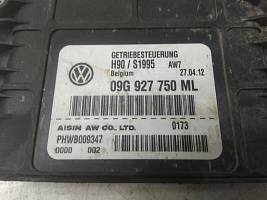 GETRIEBESTEUERUNG
H90 / S1995 AW7
Belgium 27.04.12
09G 927 750 ML
AISIN AW CO., LTD. 0173
PHWB009347
0000 002